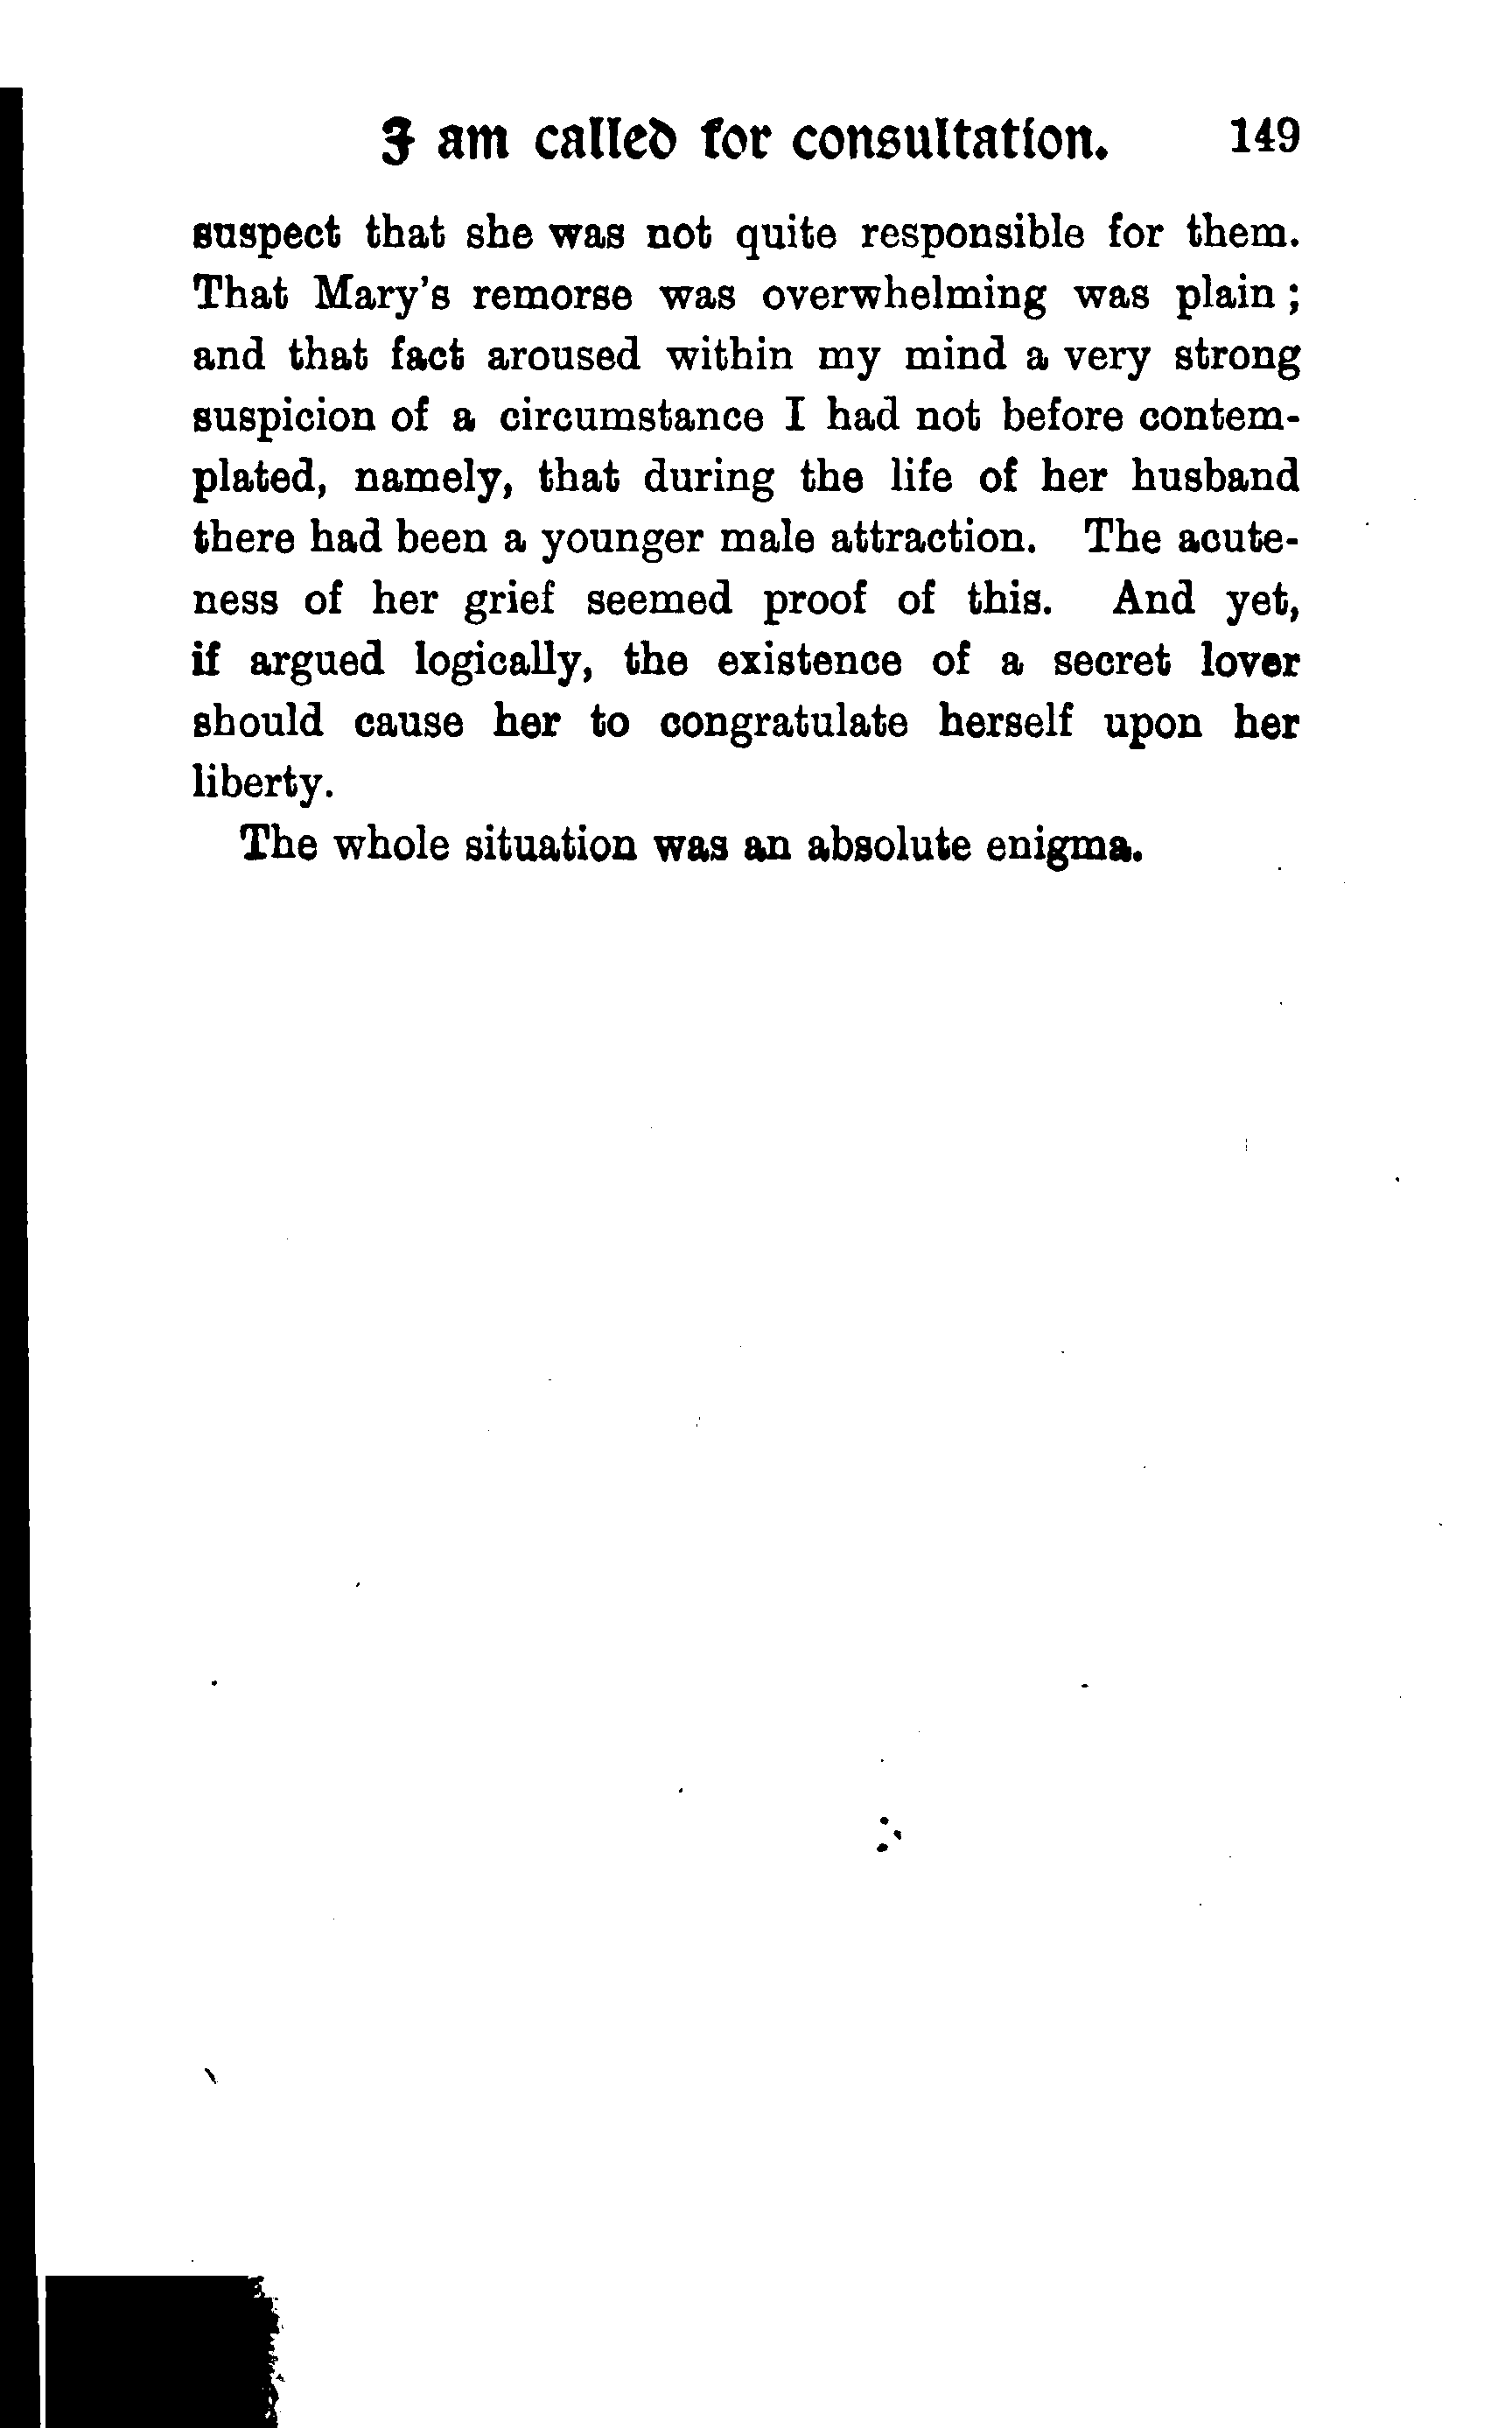 I am called for consultation. 149
suspect that she was not quite responsible for them.
That Mary's remorse was overwhelming was plain ;
and that fact aroused within my mind a very strong
suspicion of a circumstance I had not before contem-
plated, namely, that during the life of her husband
there had been a younger male attraction. The acute-
ness of her grief seemed proof of this. And yet,
if argued logically, the existence of a secret lover
should cause her to congratulate herself upon her
liberty.
The whole situation was an absolute enigma.